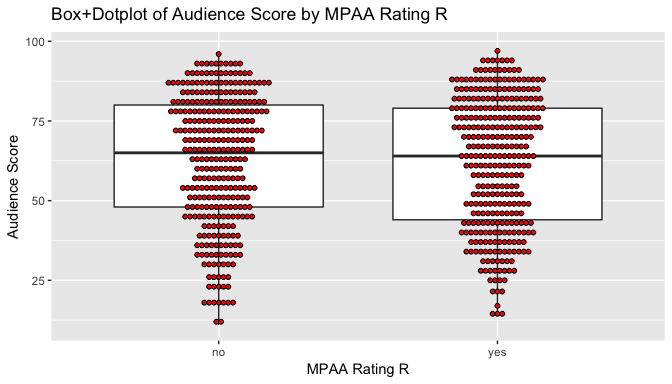 Box+Dotplot of Audience Score by MPAA Rating R
100
75
50
25
Audience Score
no yes
MPAA Rating R